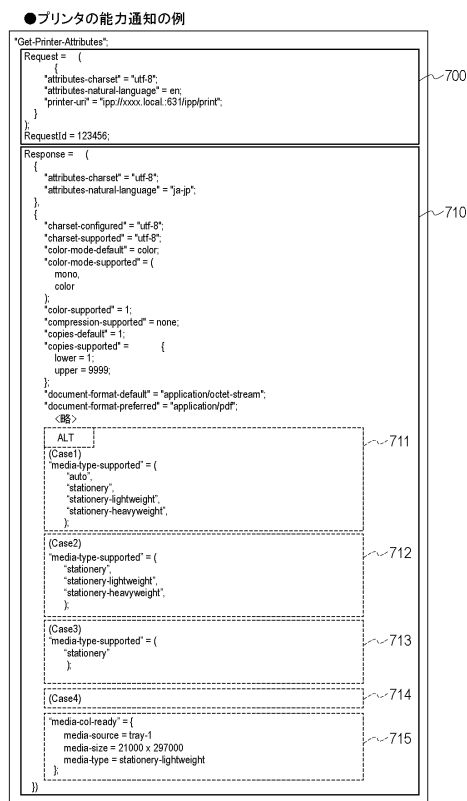 ●プリンタの能力通知の例
"Get-Printer-Attributes";
Request = (
{
"attributes-charset" = "utf-8";
"attributes-natural-language" = en;
"printer-uri" = "ipp://xxxx.local.:631/ipp/print";
}
);
RequestId = 123456;
700
Response = (
{
"attributes-charset" = "utf-8";
"attributes-natural-language" = "ja-jp";
},
{
710
"charset-configured" = "utf-8";
"charset-supported" = "utf-8";
"color-mode-default" = color;
"color-mode-supported" = (
mono,
color
);
"color-supported" = 1;
"compression-supported" = none;
"copies-default" = 1;
"copies-supported" = {
lower = 1;
upper = 9999;
};
"document-format-default" = "application/octet-stream";
"document-format-preferred" = "application/pdf";
<略>
ALT
711
(Case1)
"media-type-supported" = (
"auto",
"stationery",
"stationery-lightweight",
"stationery-heavyweight",
);
(Case2)
712
"media-type-supported" = (
"stationery",
"stationery-lightweight",
"stationery-heavyweight",
);
(Case3)
713
"media-type-supported" = (
"stationery"
);
(Case4)
714
"media-col-ready" = {
media-source = tray-1
media-size = 21000 x 297000
media-type = stationery-lightweight
};
715
})